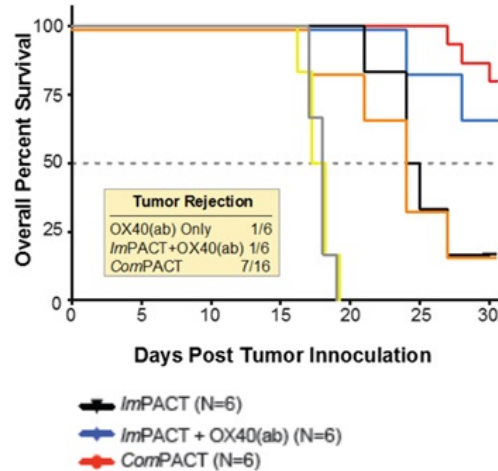 100
75
50
25
0
Overall Percent Survival
Tumor Rejection
OX40(ab) Only 1/6
ImPACT+OX40(ab) 1/6
ComPACT 7/16
0 5 10 15 20 25 30
Days Post Tumor Innoculation
ImPACT (N=6)
ImPACT + OX40(ab) (N=6)
ComPACT (N=6)